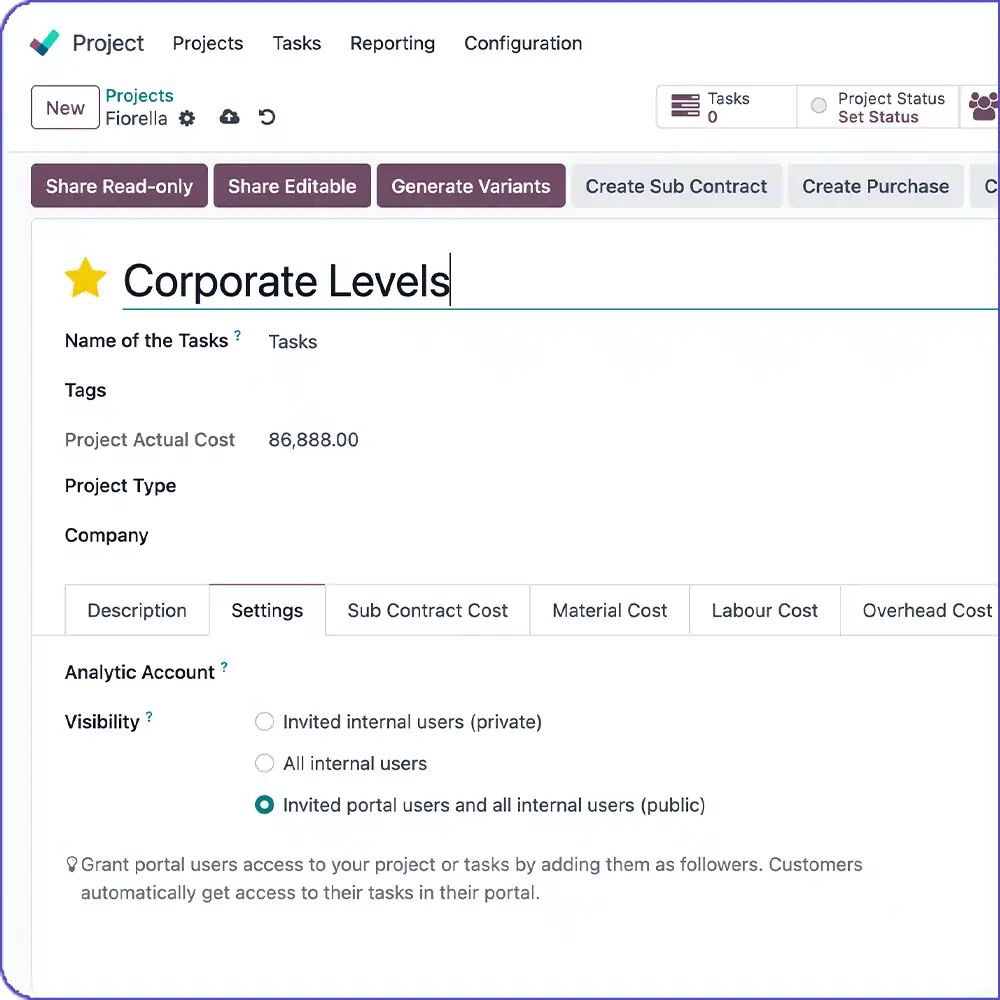 Project Projects Tasks Reporting Configuration
New
Projects
Fiorella
Tasks
0
Project Status
Set Status
Share Read-only Share Editable Generate Variants Create Sub Contract Create Purchase C
Corporate Levels
Name of the Tasks ? Tasks
Tags
Project Actual Cost 86,888.00
Project Type
Company
Description Settings Sub Contract Cost Material Cost Labour Cost Overhead Cost
Analytic Account ?
Visibility ? Invited internal users (private)
All internal users
Invited portal users and all internal users (public)
Grant portal users access to your project or tasks by adding them as followers. Customers
automatically get access to their tasks in their portal.